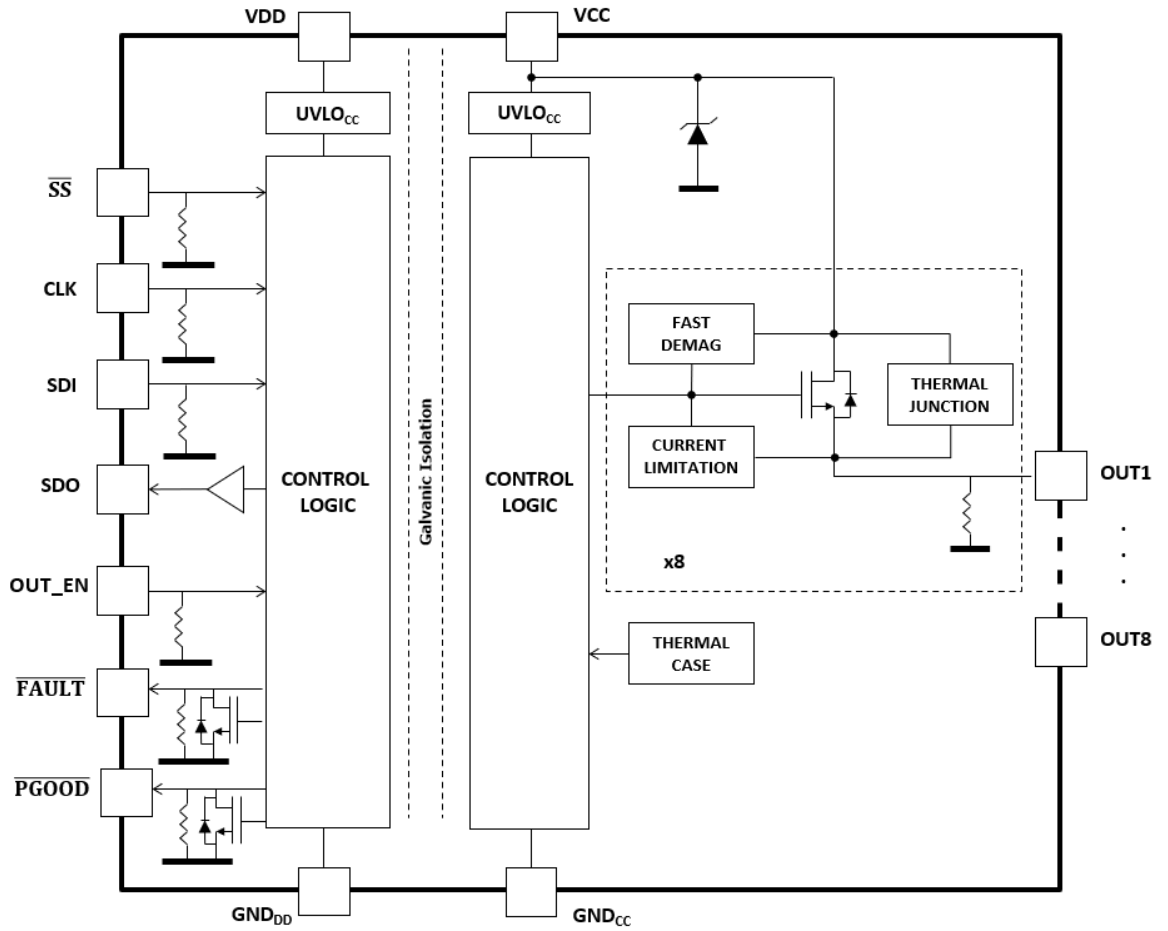 VDD
VCC
UVLOCC
UVLOCC
SS
CLK
SDI
SDO
OUT_EN
FAULT
PGOOD
CONTROL
LOGIC
Galvanic Isolation
CONTROL
LOGIC
FAST
DEMAG
THERMAL
JUNCTION
CURRENT
LIMITATION
x8
THERMAL
CASE
OUT1
.
.
.
OUT8
GNDDD
GNDCC